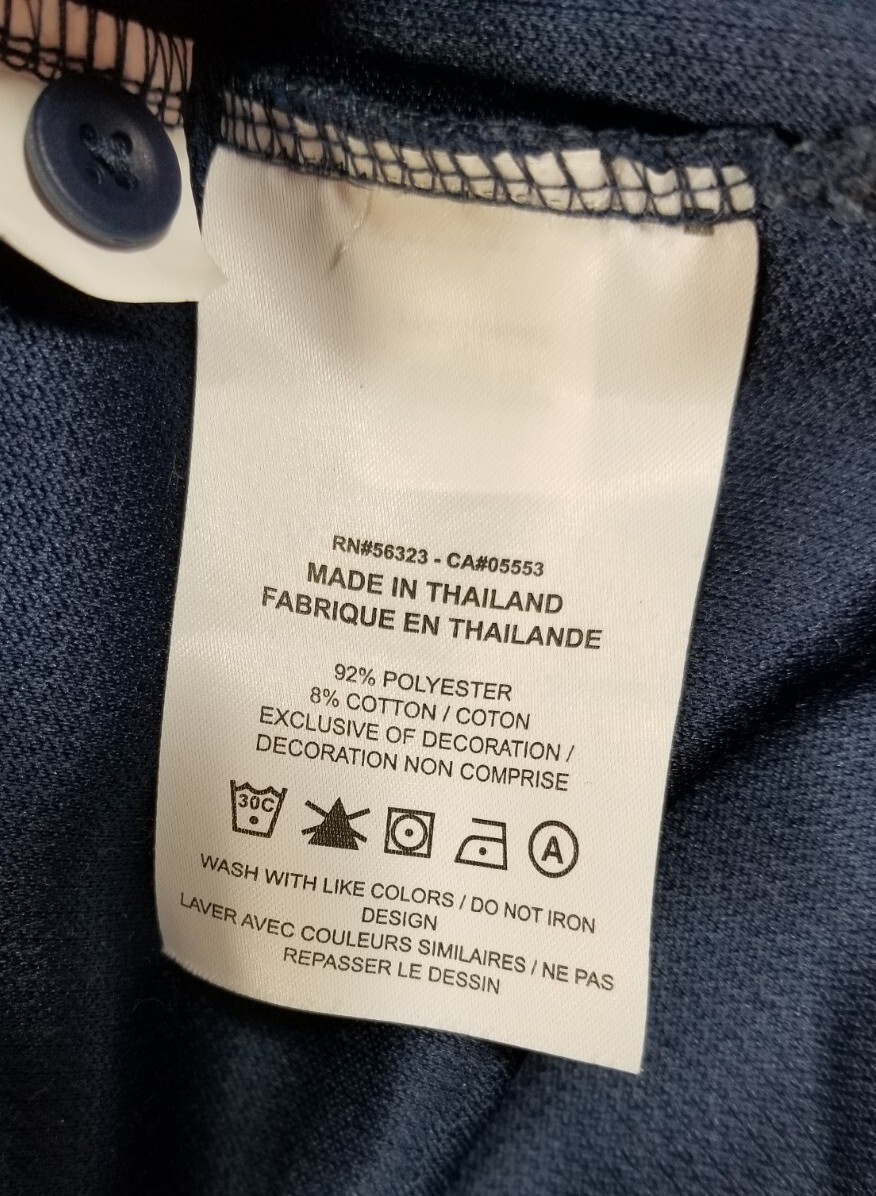 RN#56323 - CA#05553
MADE IN THAILAND
FABRIQUE EN THAILANDE
92% POLYESTER
8% COTTON / COTON
EXCLUSIVE OF DECORATION /
DECORATION NON COMPRISE
30C
A
WASH WITH LIKE COLORS / DO NOT IRON
DESIGN
LAVER AVEC COULEURS SIMILAIRES / NE PAS
REPASSER LE DESSIN